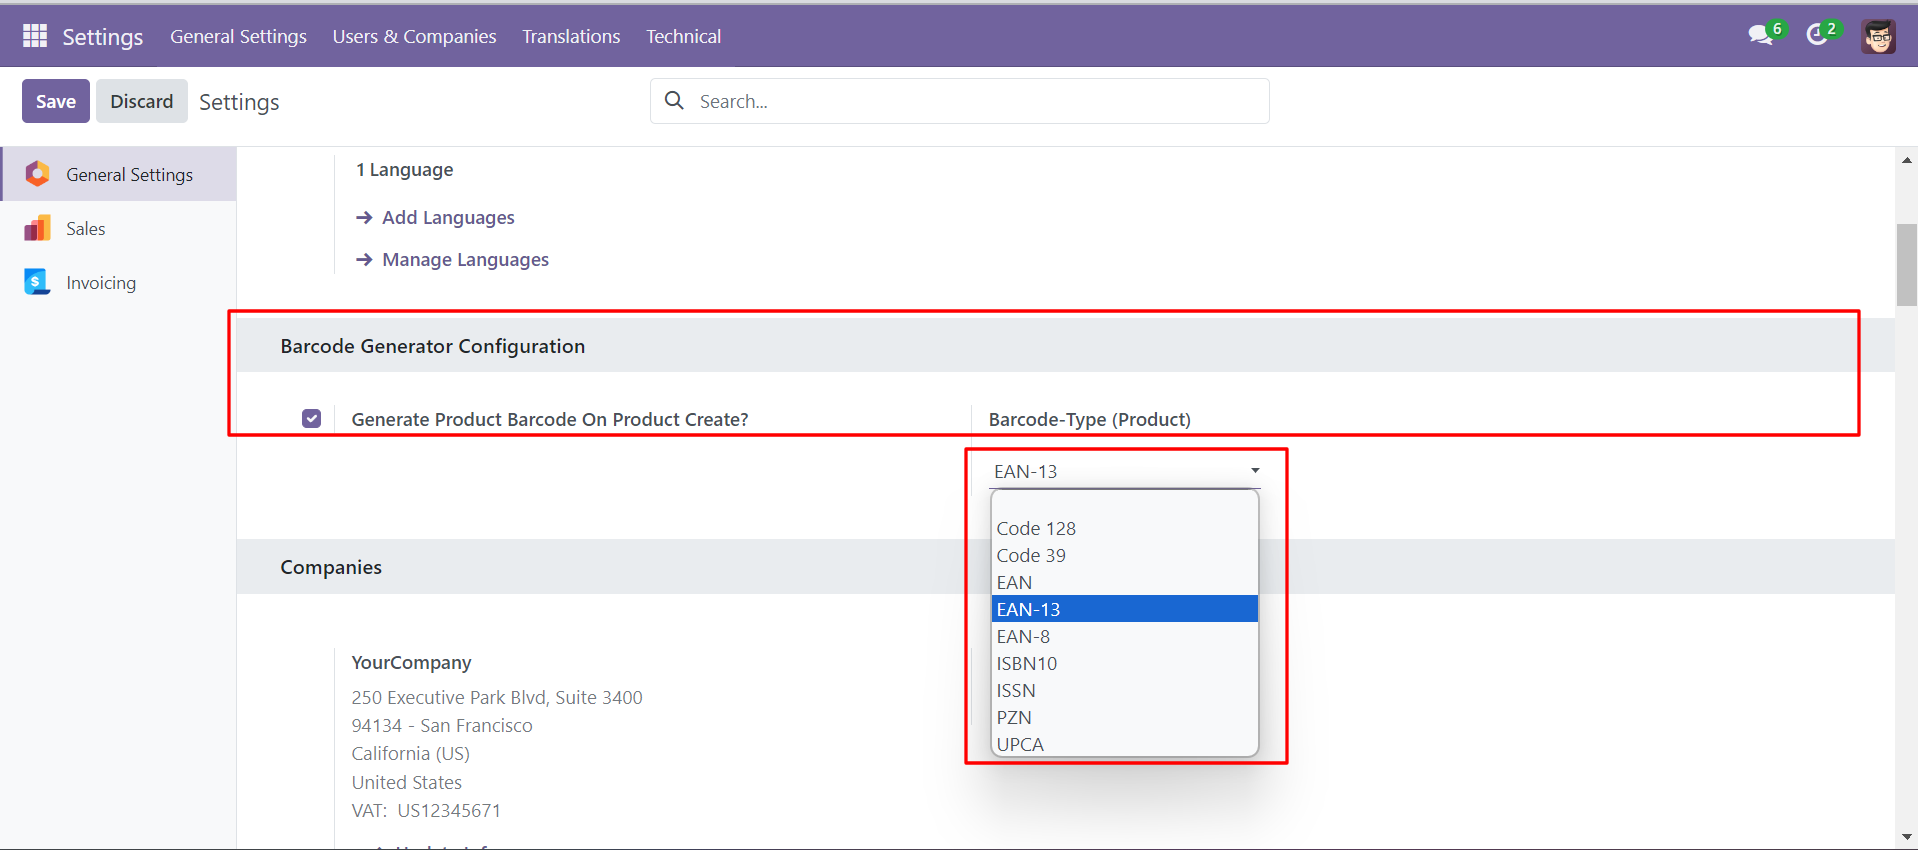 Settings General Settings Users & Companies Translations Technical 6 2
Save Discard Settings Search...
General Settings
Sales
Invoicing
1 Language
→ Add Languages
→ Manage Languages
Barcode Generator Configuration
Generate Product Barcode On Product Create?
Barcode-Type (Product)
EAN-13
Code 128
Code 39
EAN
EAN-13
EAN-8
ISBN10
ISSN
PZN
UPCA
Companies
YourCompany
250 Executive Park Blvd, Suite 3400
94134 - San Francisco
California (US)
United States
VAT: US12345671